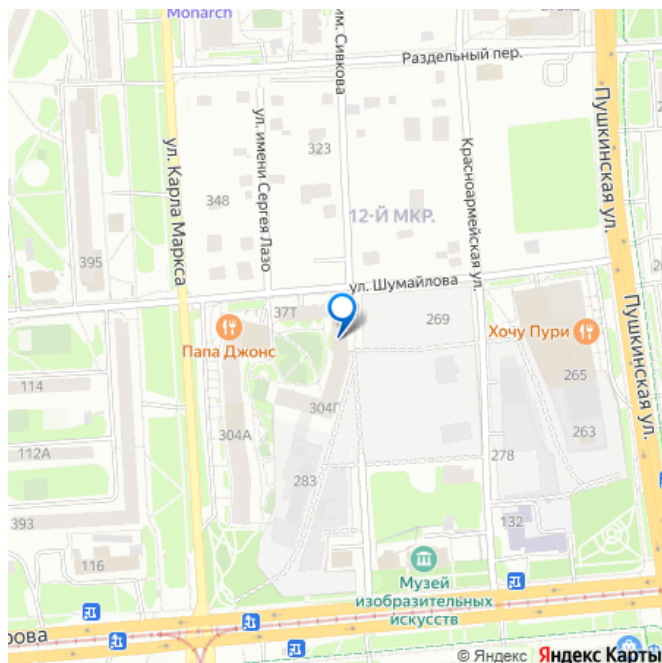 Monarch
им. Сивкова
Раздельный пер.
Пушкинская ул.
ул. Карла Маркса
ул. имени Сергея Лазо
323
348
12-Й МКР.
Красноармейская ул.
395
ул. Шумайлова
37Т
269
Хочу Пури
Папа Джонс
Пушкинская ул.
114
265
304Г
304А
263
112А
283
278
393
132
116
Музей
изобразительных
искусств
рова
© Яндекс Яндекс Карты